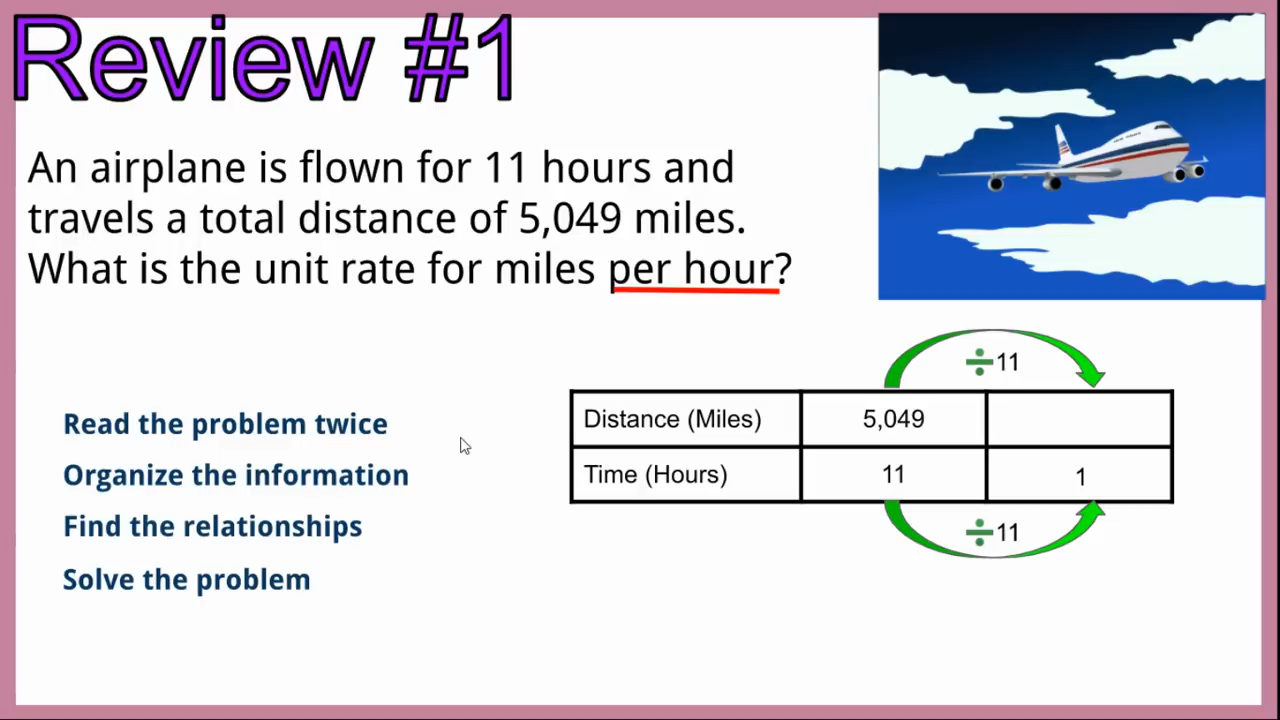 Review #1
An airplane is flown for 11 hours and
travels a total distance of 5,049 miles.
What is the unit rate for miles per hour?
÷11
Distance (Miles) 5,049
Time (Hours) 11 1
÷11
Read the problem twice
Organize the information
Find the relationships
Solve the problem